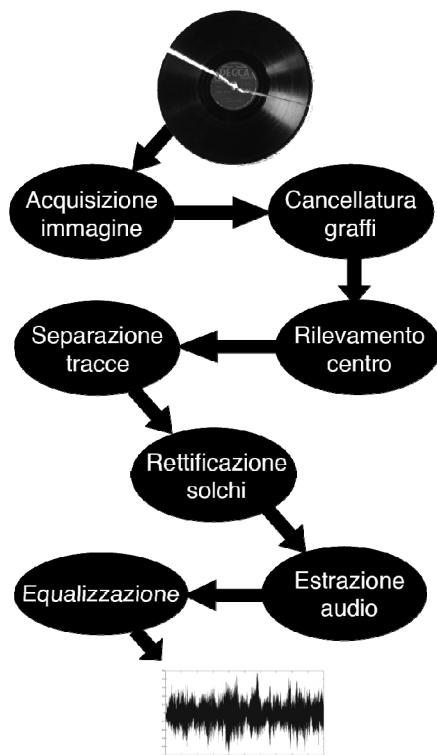 DECCA
Acquisizione
immagine
Cancellatura
graffi
Rilevamento
centro
Separazione
tracce
Rettificazione
solchi
Estrazione
audio
Equalizzazione